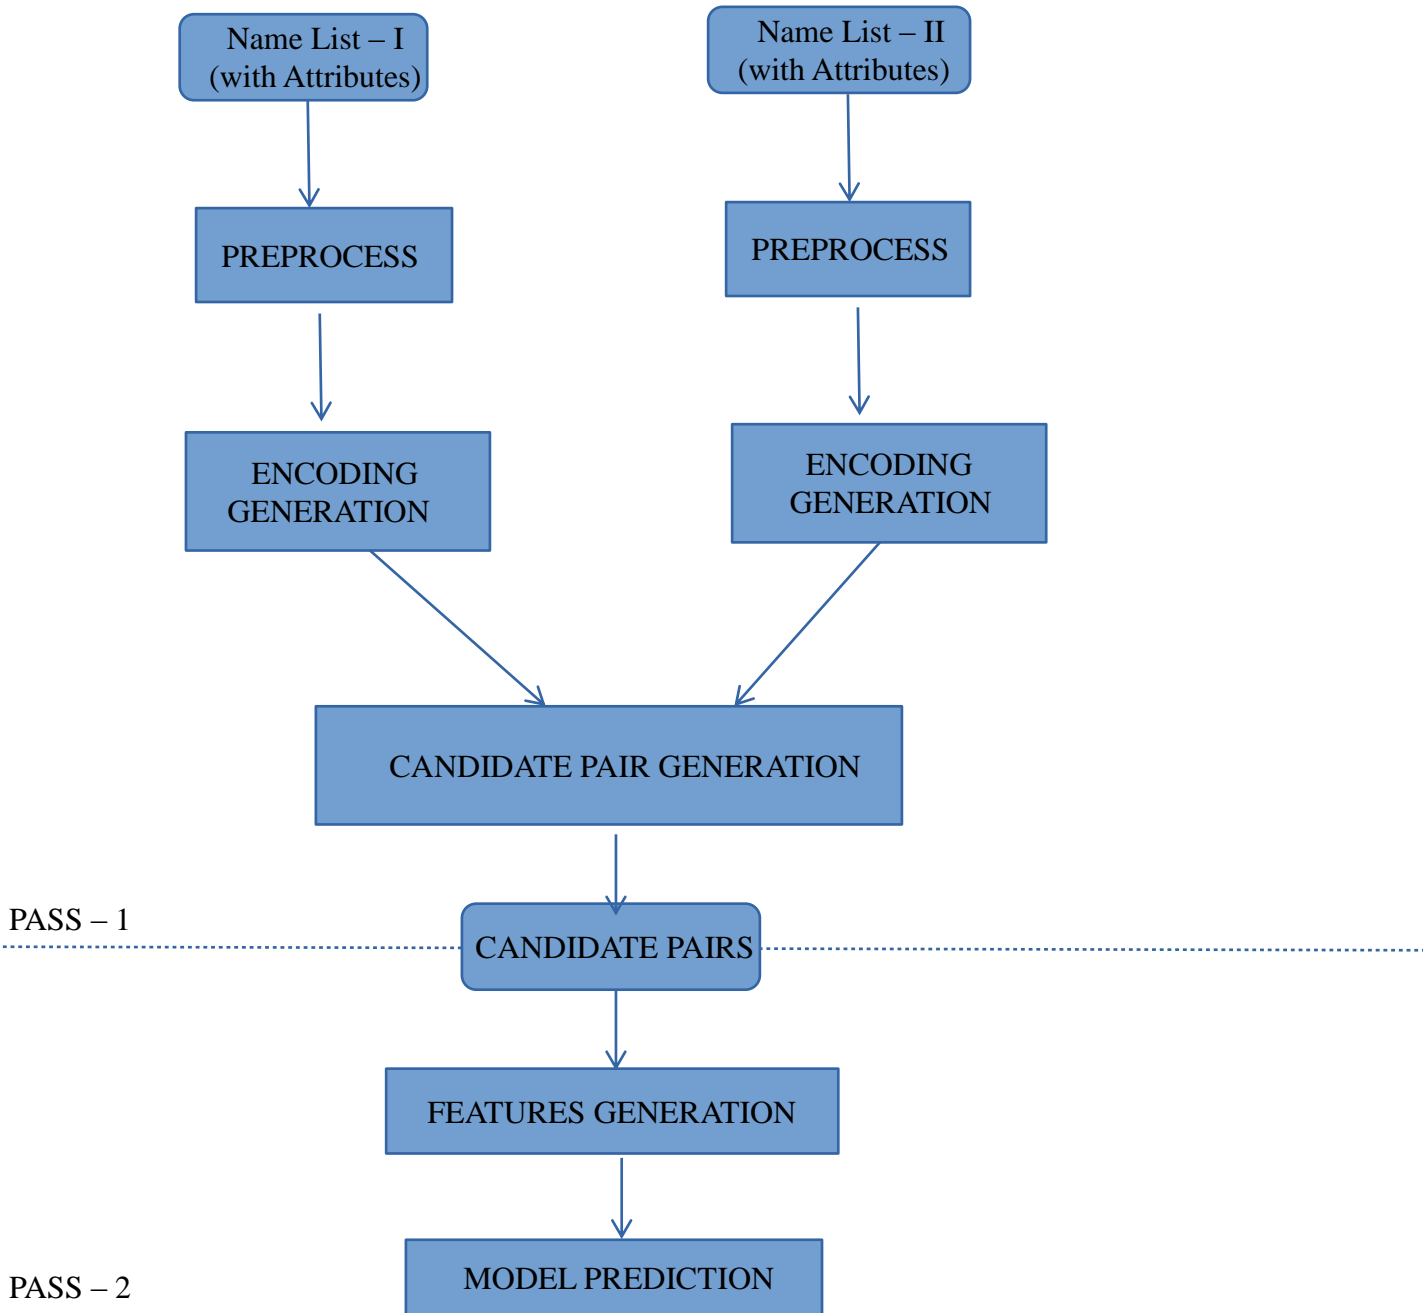 Name List – I
(with Attributes)
Name List – II
(with Attributes)
PREPROCESS
PREPROCESS
ENCODING
GENERATION
ENCODING
GENERATION
CANDIDATE PAIR GENERATION
PASS – 1
CANDIDATE PAIRS
FEATURES GENERATION
MODEL PREDICTION
PASS – 2